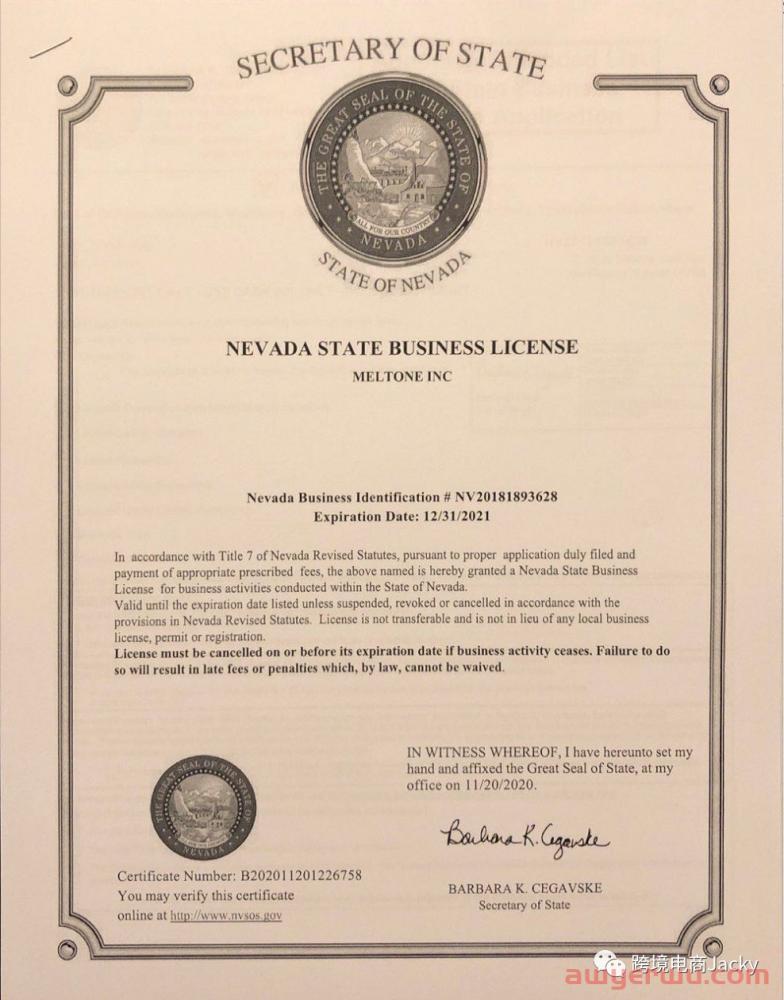 SECRETARY OF STATE
THE GREAT SEAL OF THE STATE OF
ALL FOR OUR COUNTRY
NEVADA
STATE OF NEVADA
NEVADA STATE BUSINESS LICENSE
MELTONE INC
Nevada Business Identification # NV20181893628
Expiration Date: 12/31/2021
In accordance with Title 7 of Nevada Revised Statutes, pursuant to proper application duly filed and
payment of appropriate prescribed fees, the above named is hereby granted a Nevada State Business
License for business activities conducted within the State of Nevada.
Valid until the expiration date listed unless suspended, revoked or cancelled in accordance with the
provisions in Nevada Revised Statutes. License is not transferable and is not in lieu of any local business
license, permit or registration.
License must be cancelled on or before its expiration date if business activity ceases. Failure to do
so will result in late fees or penalties which, by law, cannot be waived.
IN WITNESS WHEREOF, I have hereunto set my
hand and affixed the Great Seal of State, at my
office on 11/20/2020.
THE GREAT SEAL OF THE STATE OF
NEVADA
Barbara K. Cegavske
Certificate Number: B202011201226758
You may verify this certificate
online at http://www.nvsos.gov
BARBARA K. CEGAVSKE
Secretary of State
跨境电商Jacky
awgerwu.com